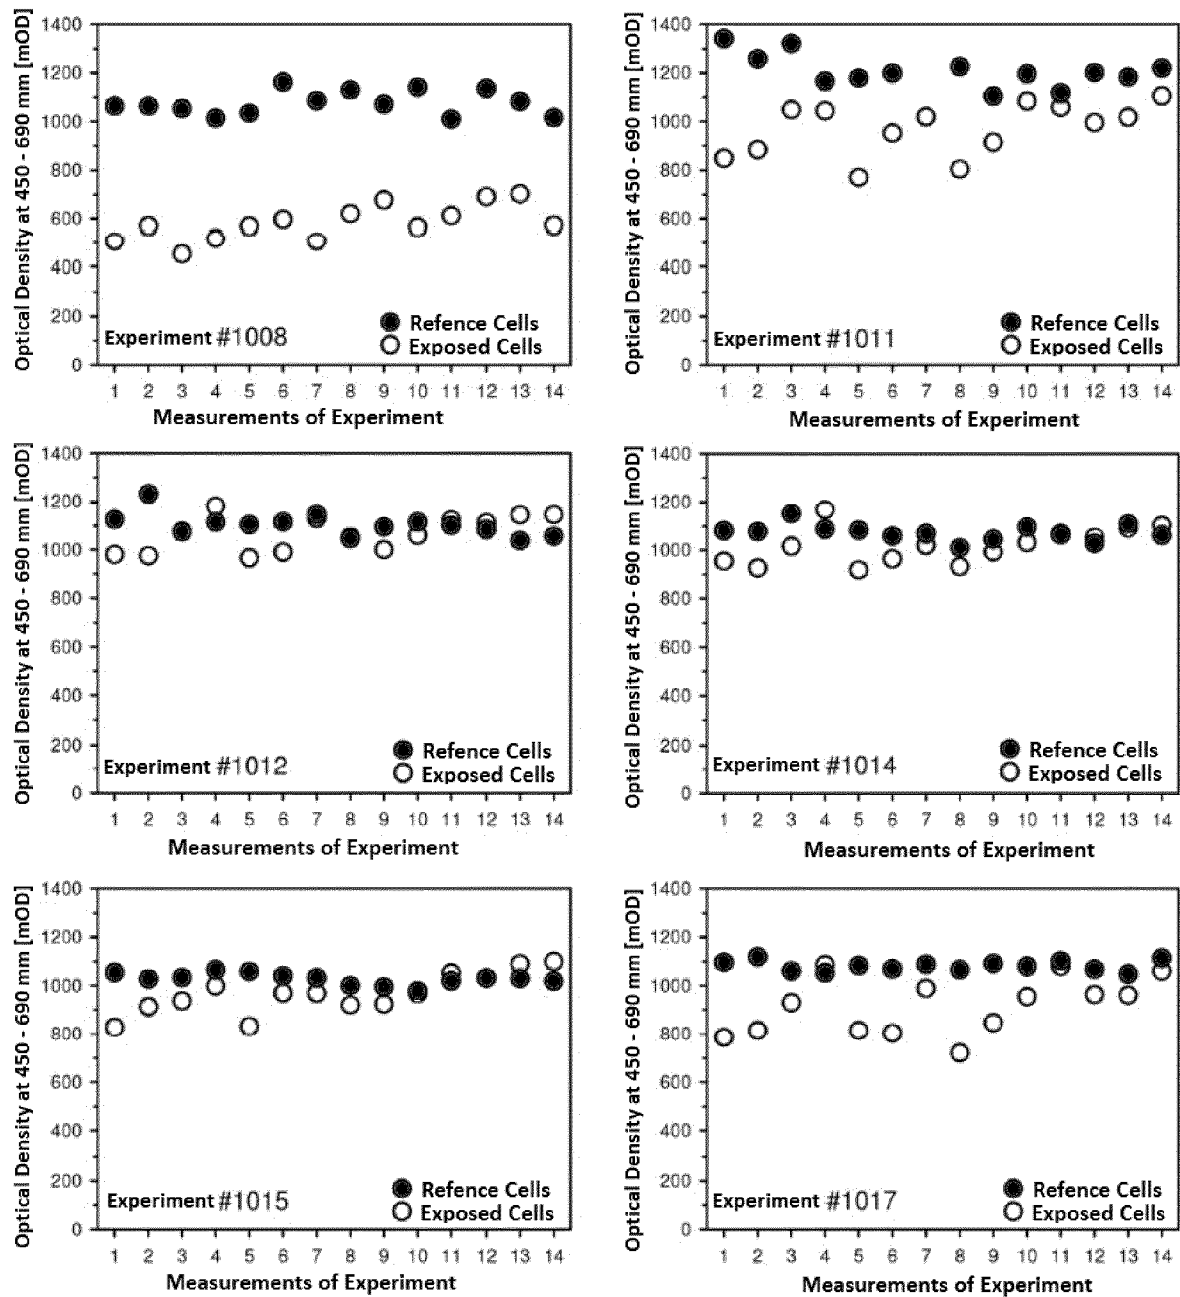 Optical Density at 450 - 690 mm [mOD]
1400
1200
1000
800
600
400
200
0
Experiment #1008
Refence Cells
Exposed Cells
1 2 3 4 5 6 7 8 9 10 11 12 13 14
Measurements of Experiment
Optical Density at 450 - 690 mm [mOD]
1400
1200
1000
800
600
400
200
0
Experiment #1011
Refence Cells
Exposed Cells
1 2 3 4 5 6 7 8 9 10 11 12 13 14
Measurements of Experiment
Optical Density at 450 - 690 mm [mOD]
1400
1200
1000
800
600
400
200
0
Experiment #1012
Refence Cells
Exposed Cells
1 2 3 4 5 6 7 8 9 10 11 12 13 14
Measurements of Experiment
Optical Density at 450 - 690 mm [mOD]
1400
1200
1000
800
600
400
200
0
Experiment #1014
Refence Cells
Exposed Cells
1 2 3 4 5 6 7 8 9 10 11 12 13 14
Measurements of Experiment
Optical Density at 450 - 690 mm [mOD]
1400
1200
1000
800
600
400
200
0
Experiment #1015
Refence Cells
Exposed Cells
1 2 3 4 5 6 7 8 9 10 11 12 13 14
Measurements of Experiment
Optical Density at 450 - 690 mm [mOD]
1400
1200
1000
800
600
400
200
0
Experiment #1017
Refence Cells
Exposed Cells
1 2 3 4 5 6 7 8 9 10 11 12 13 14
Measurements of Experiment